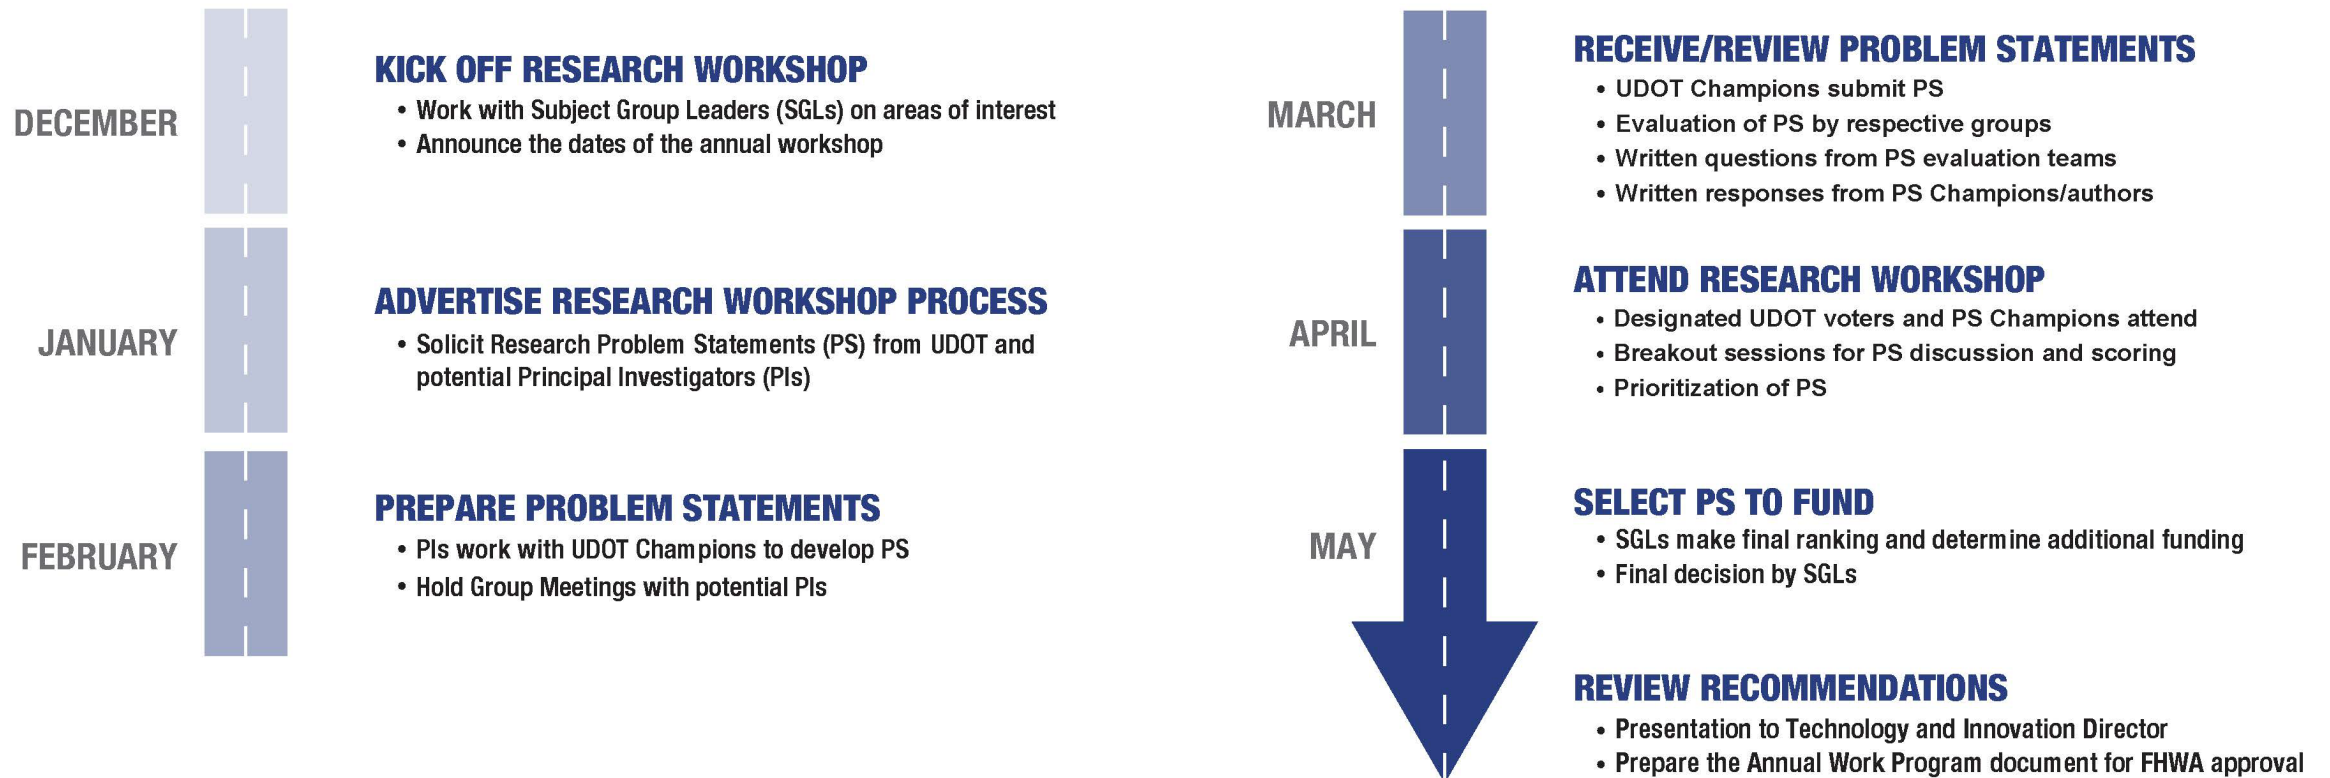 DECEMBER
KICK OFF RESEARCH WORKSHOP
• Work with Subject Group Leaders (SGLs) on areas of interest
• Announce the dates of the annual workshop
JANUARY
ADVERTISE RESEARCH WORKSHOP PROCESS
• Solicit Research Problem Statements (PS) from UDOT and
potential Principal Investigators (PIs)
FEBRUARY
PREPARE PROBLEM STATEMENTS
• PIs work with UDOT Champions to develop PS
• Hold Group Meetings with potential PIs
MARCH
RECEIVE/REVIEW PROBLEM STATEMENTS
• UDOT Champions submit PS
• Evaluation of PS by respective groups
• Written questions from PS evaluation teams
• Written responses from PS Champions/authors
APRIL
ATTEND RESEARCH WORKSHOP
• Designated UDOT voters and PS Champions attend
• Breakout sessions for PS discussion and scoring
• Prioritization of PS
MAY
SELECT PS TO FUND
• SGLs make final ranking and determine additional funding
• Final decision by SGLs
REVIEW RECOMMENDATIONS
• Presentation to Technology and Innovation Director
• Prepare the Annual Work Program document for FHWA approval